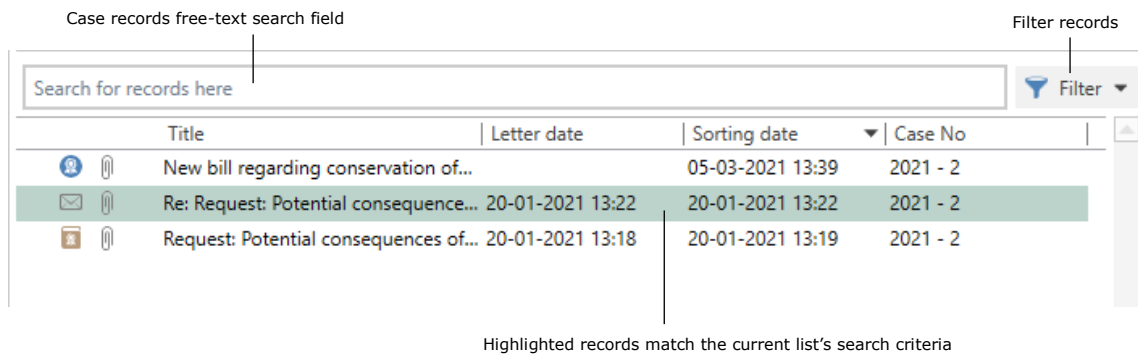 Case records free-text search field
Filter records
Search for records here
Filter
Title Letter date Sorting date Case No
New bill regarding conservation of... 05-03-2021 13:39 2021 - 2
Re: Request: Potential consequence... 20-01-2021 13:22 20-01-2021 13:22 2021 - 2
Request: Potential consequences of... 20-01-2021 13:18 20-01-2021 13:19 2021 - 2
Highlighted records match the current list's search criteria